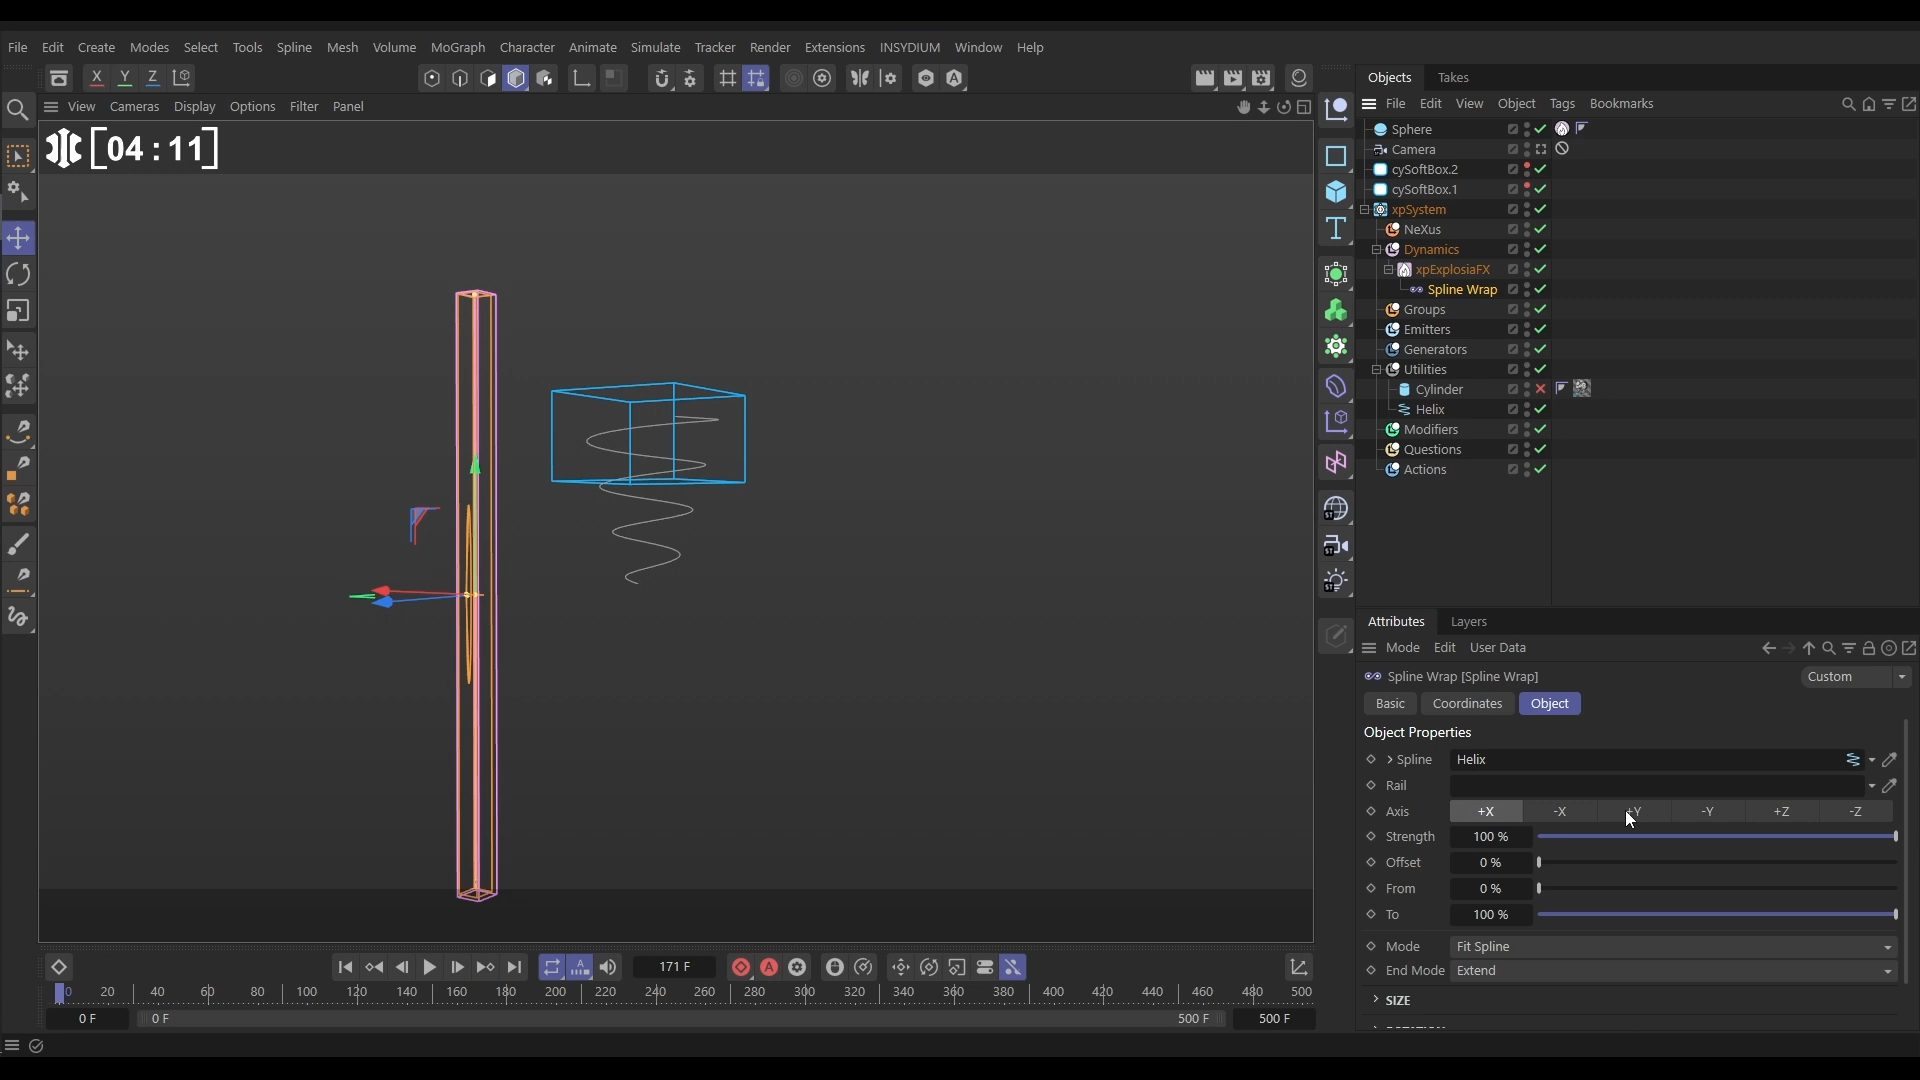 File Edit Create Modes Select Tools Spline Mesh Volume MoGraph Character Animate Simulate Tracker Render Extensions INSYDIUM Window Help
X Y Z
View Cameras Display Options Filter Panel
[04:11]
Objects Takes
File Edit View Object Tags Bookmarks
Sphere
Camera
cySoftBox.2
cySoftBox.1
xpSystem
NeXus
Dynamics
xpExplosiaFX
Spline Wrap
Groups
Emitters
Generators
Utilities
Cylinder
Helix
Modifiers
Questions
Actions
Attributes Layers
Mode Edit User Data
Spline Wrap [Spline Wrap] Custom
Basic Coordinates Object
Object Properties
Spline Helix
Rail
Axis +X -X +Y -Y +Z -Z
Strength 100 %
Offset 0 %
From 0 %
To 100 %
Mode Fit Spline
End Mode Extend
SIZE
171 F
0 20 40 60 80 100 120 140 160 180 200 220 240 260 280 300 320 340 360 380 400 420 440 460 480 500
0 F 0 F 500 F 500 F